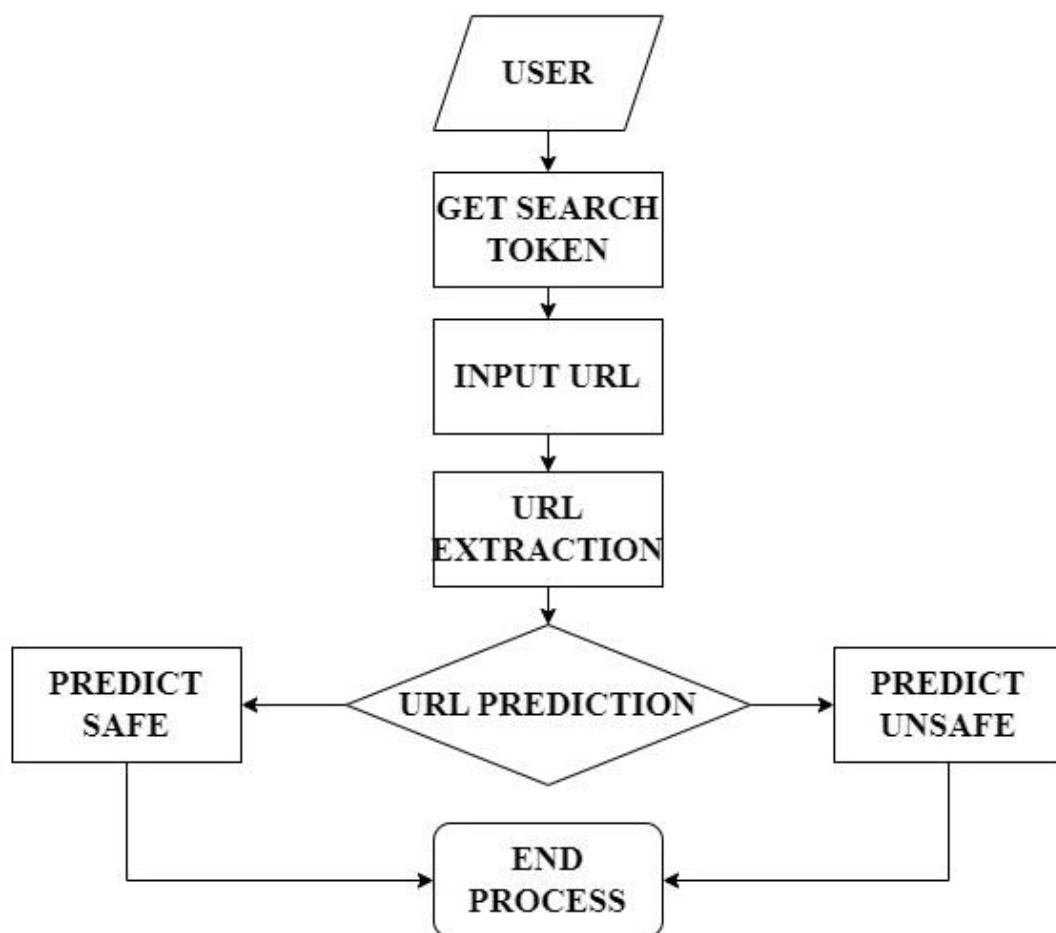 USER
GET SEARCH
TOKEN
INPUT URL
URL
EXTRACTION
URL PREDICTION
PREDICT
SAFE
PREDICT
UNSAFE
END
PROCESS